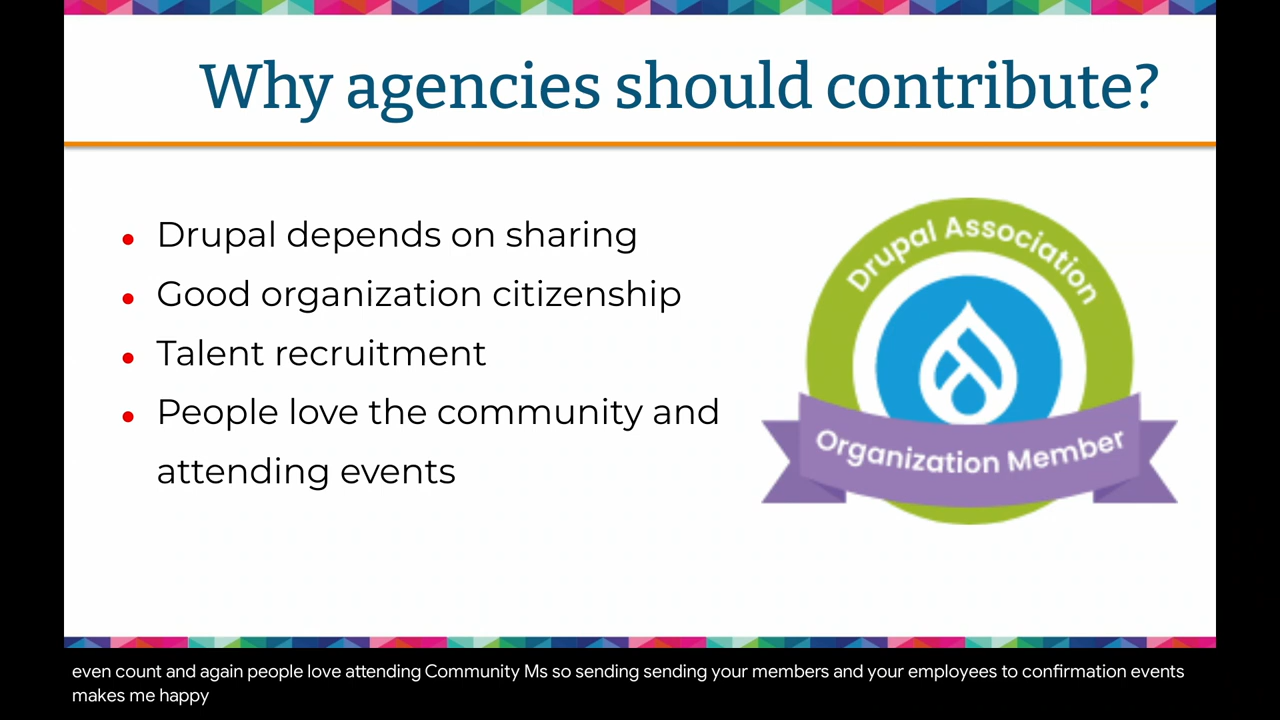 Why agencies should contribute?
Drupal depends on sharing
Good organization citizenship
Talent recruitment
People love the community and
attending events
Drupal Association
Organization Member
even count and again people love attending Community Ms so sending sending your members and your employees to confirmation events
makes me happy